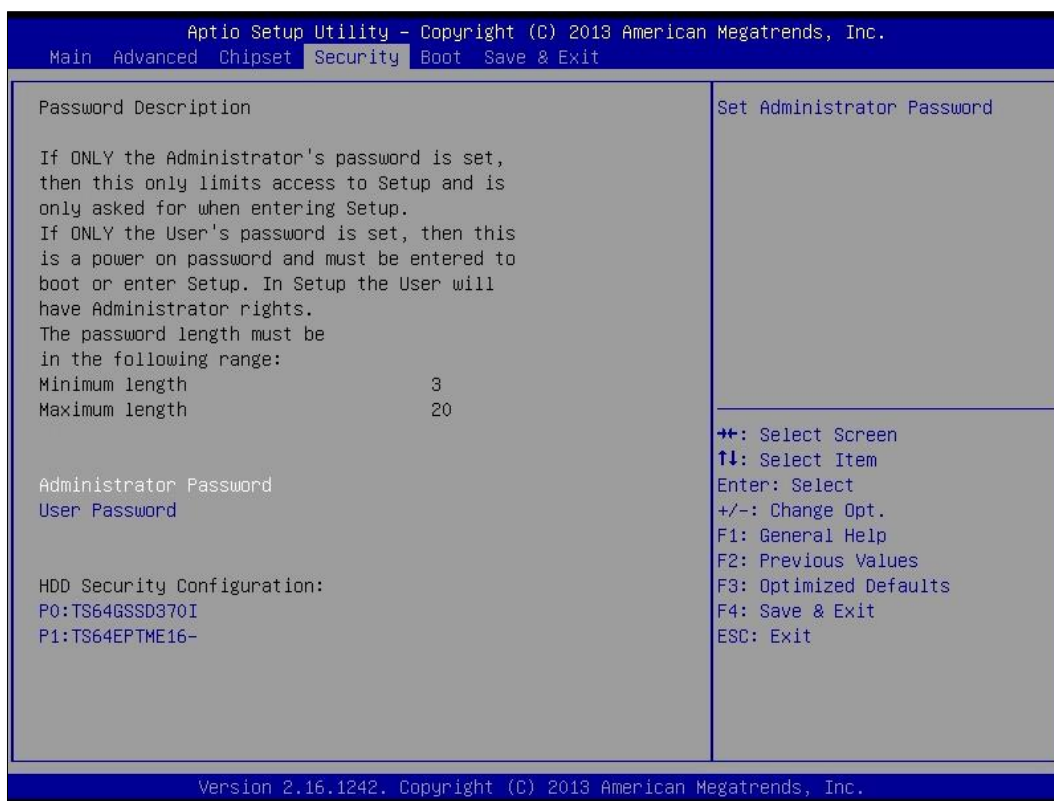 Aptio Setup Utility – Copyright (C) 2013 American Megatrends, Inc.
Main Advanced Chipset Security Boot Save & Exit
Password Description
If ONLY the Administrator's password is set,
then this only limits access to Setup and is
only asked for when entering Setup.
If ONLY the User's password is set, then this
is a power on password and must be entered to
boot or enter Setup. In Setup the User will
have Administrator rights.
The password length must be
in the following range:
Minimum length 3
Maximum length 20
Administrator Password
User Password
HDD Security Configuration:
P0:TS64GSSD370I
P1:TS64EPTME16-
Set Administrator Password
→←: Select Screen
↑↓: Select Item
Enter: Select
+/-: Change Opt.
F1: General Help
F2: Previous Values
F3: Optimized Defaults
F4: Save & Exit
ESC: Exit
Version 2.16.1242. Copyright (C) 2013 American Megatrends, Inc.